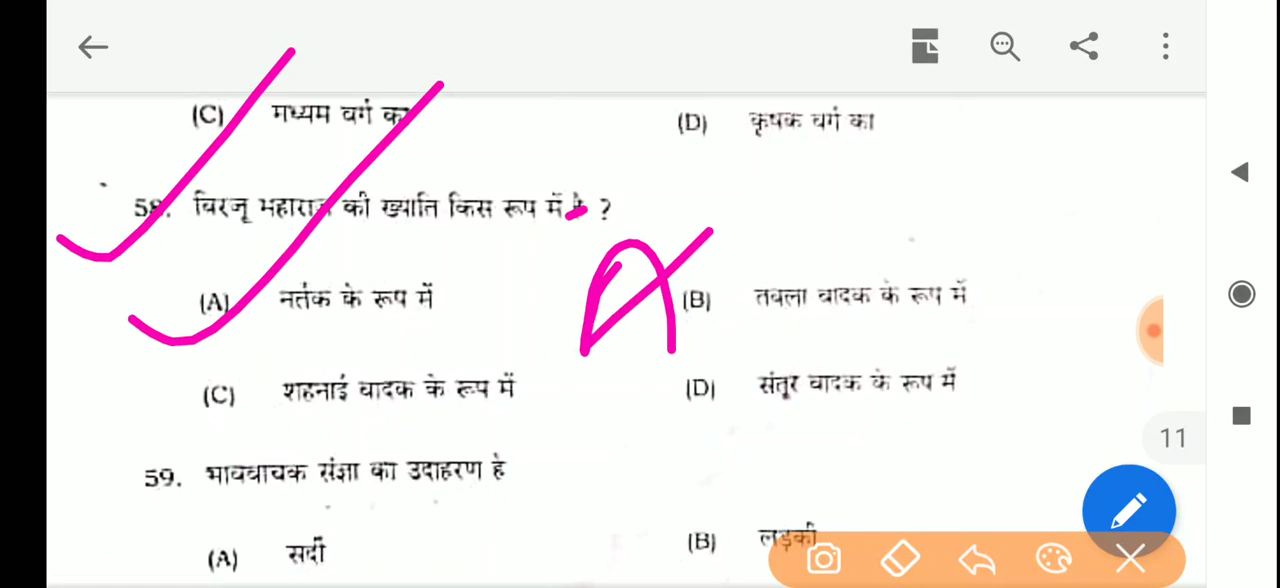 (C) मध्यम वर्ग का (D) कृषक वर्ग का
58. बिरजू महाराज की ख्याति किस रूप में है ?
(A) नर्तक के रूप में (B) तबला वादक के रूप में
(C) शहनाई वादक के रूप में (D) संतूर वादक के रूप में
11
59. भाववाचक संज्ञा का उदाहरण है
(A) सर्दी (B) लड़की